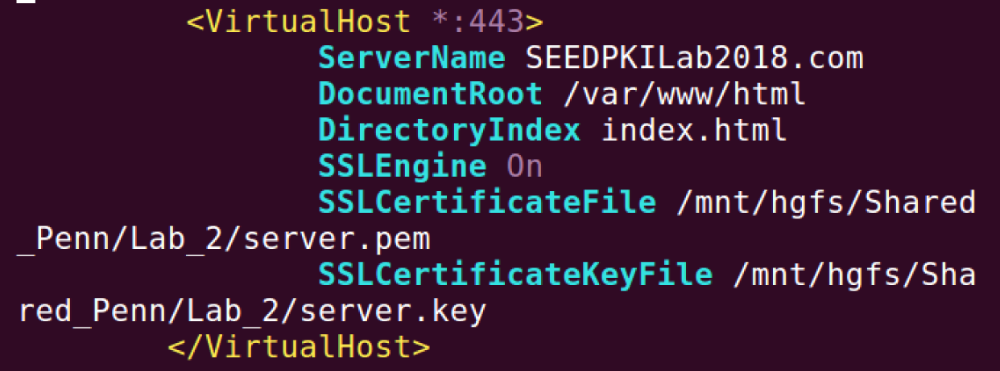 <VirtualHost *:443>
ServerName SEEDPKILab2018.com
DocumentRoot /var/www/html
DirectoryIndex index.html
SSLEngine On
SSLCertificateFile /mnt/hgfs/Shared
_Penn/Lab_2/server.pem
SSLCertificateKeyFile /mnt/hgfs/Sha
red_Penn/Lab_2/server.key
</VirtualHost>